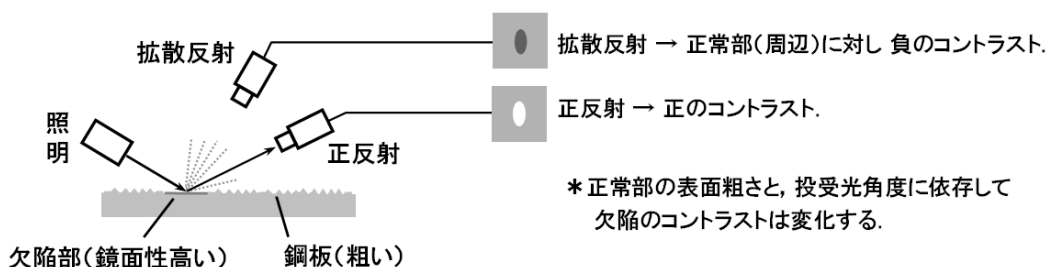 拡散反射
拡散反射 → 正常部(周辺)に対し 負のコントラスト.
照
明
正反射
正反射 → 正のコントラスト.
*正常部の表面粗さと, 投受光角度に依存して
欠陥のコントラストは変化する.
欠陥部(鏡面性高い)
鋼板(粗い)